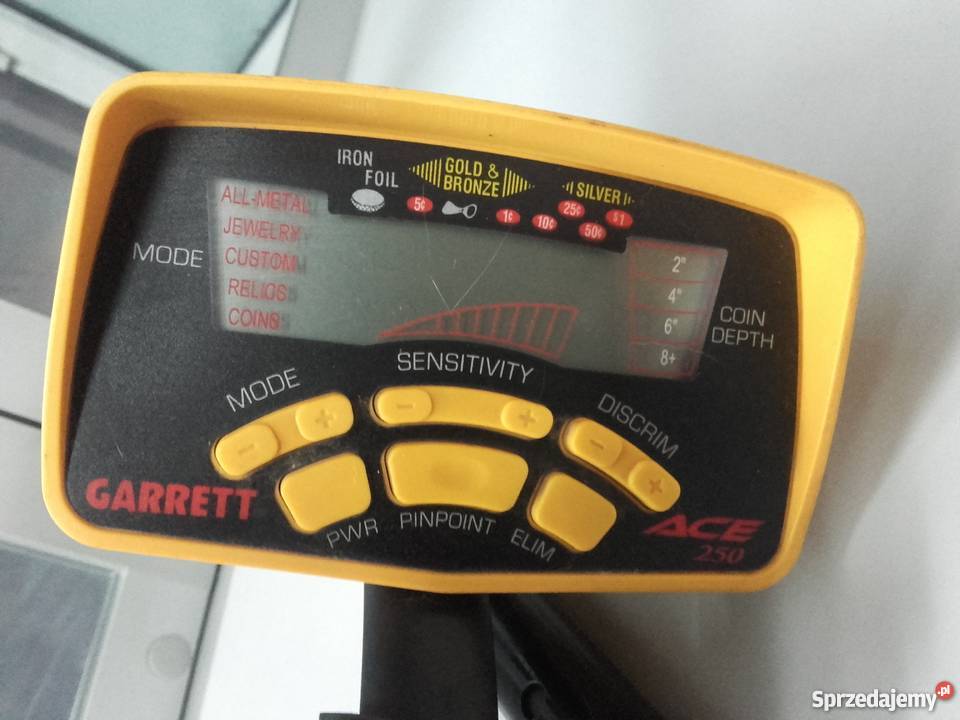 IRON
FOIL
GOLD &
BRONZE
SILVER
5¢
1¢
10¢
25¢
50¢
$1
MODE
ALL-METAL
JEWELRY
CUSTOM
RELICS
COINS
2"
4"
6"
8+
COIN
DEPTH
MODE
SENSITIVITY
DISCRIM
- +
- +
- +
GARRETT
PWR
PINPOINT
ELIM
ACE
250
Sprzedajemy.pl